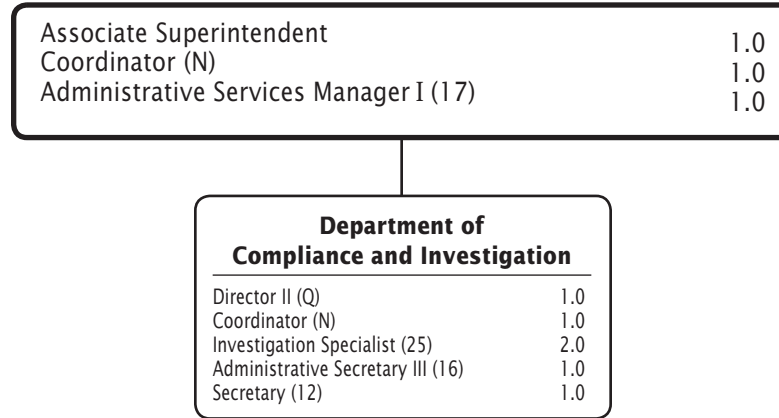 Associate Superintendent 1.0
Coordinator (N) 1.0
Administrative Services Manager I (17) 1.0
Department of
Compliance and Investigation
Director II (Q) 1.0
Coordinator (N) 1.0
Investigation Specialist (25) 2.0
Administrative Secretary III (16) 1.0
Secretary (12) 1.0